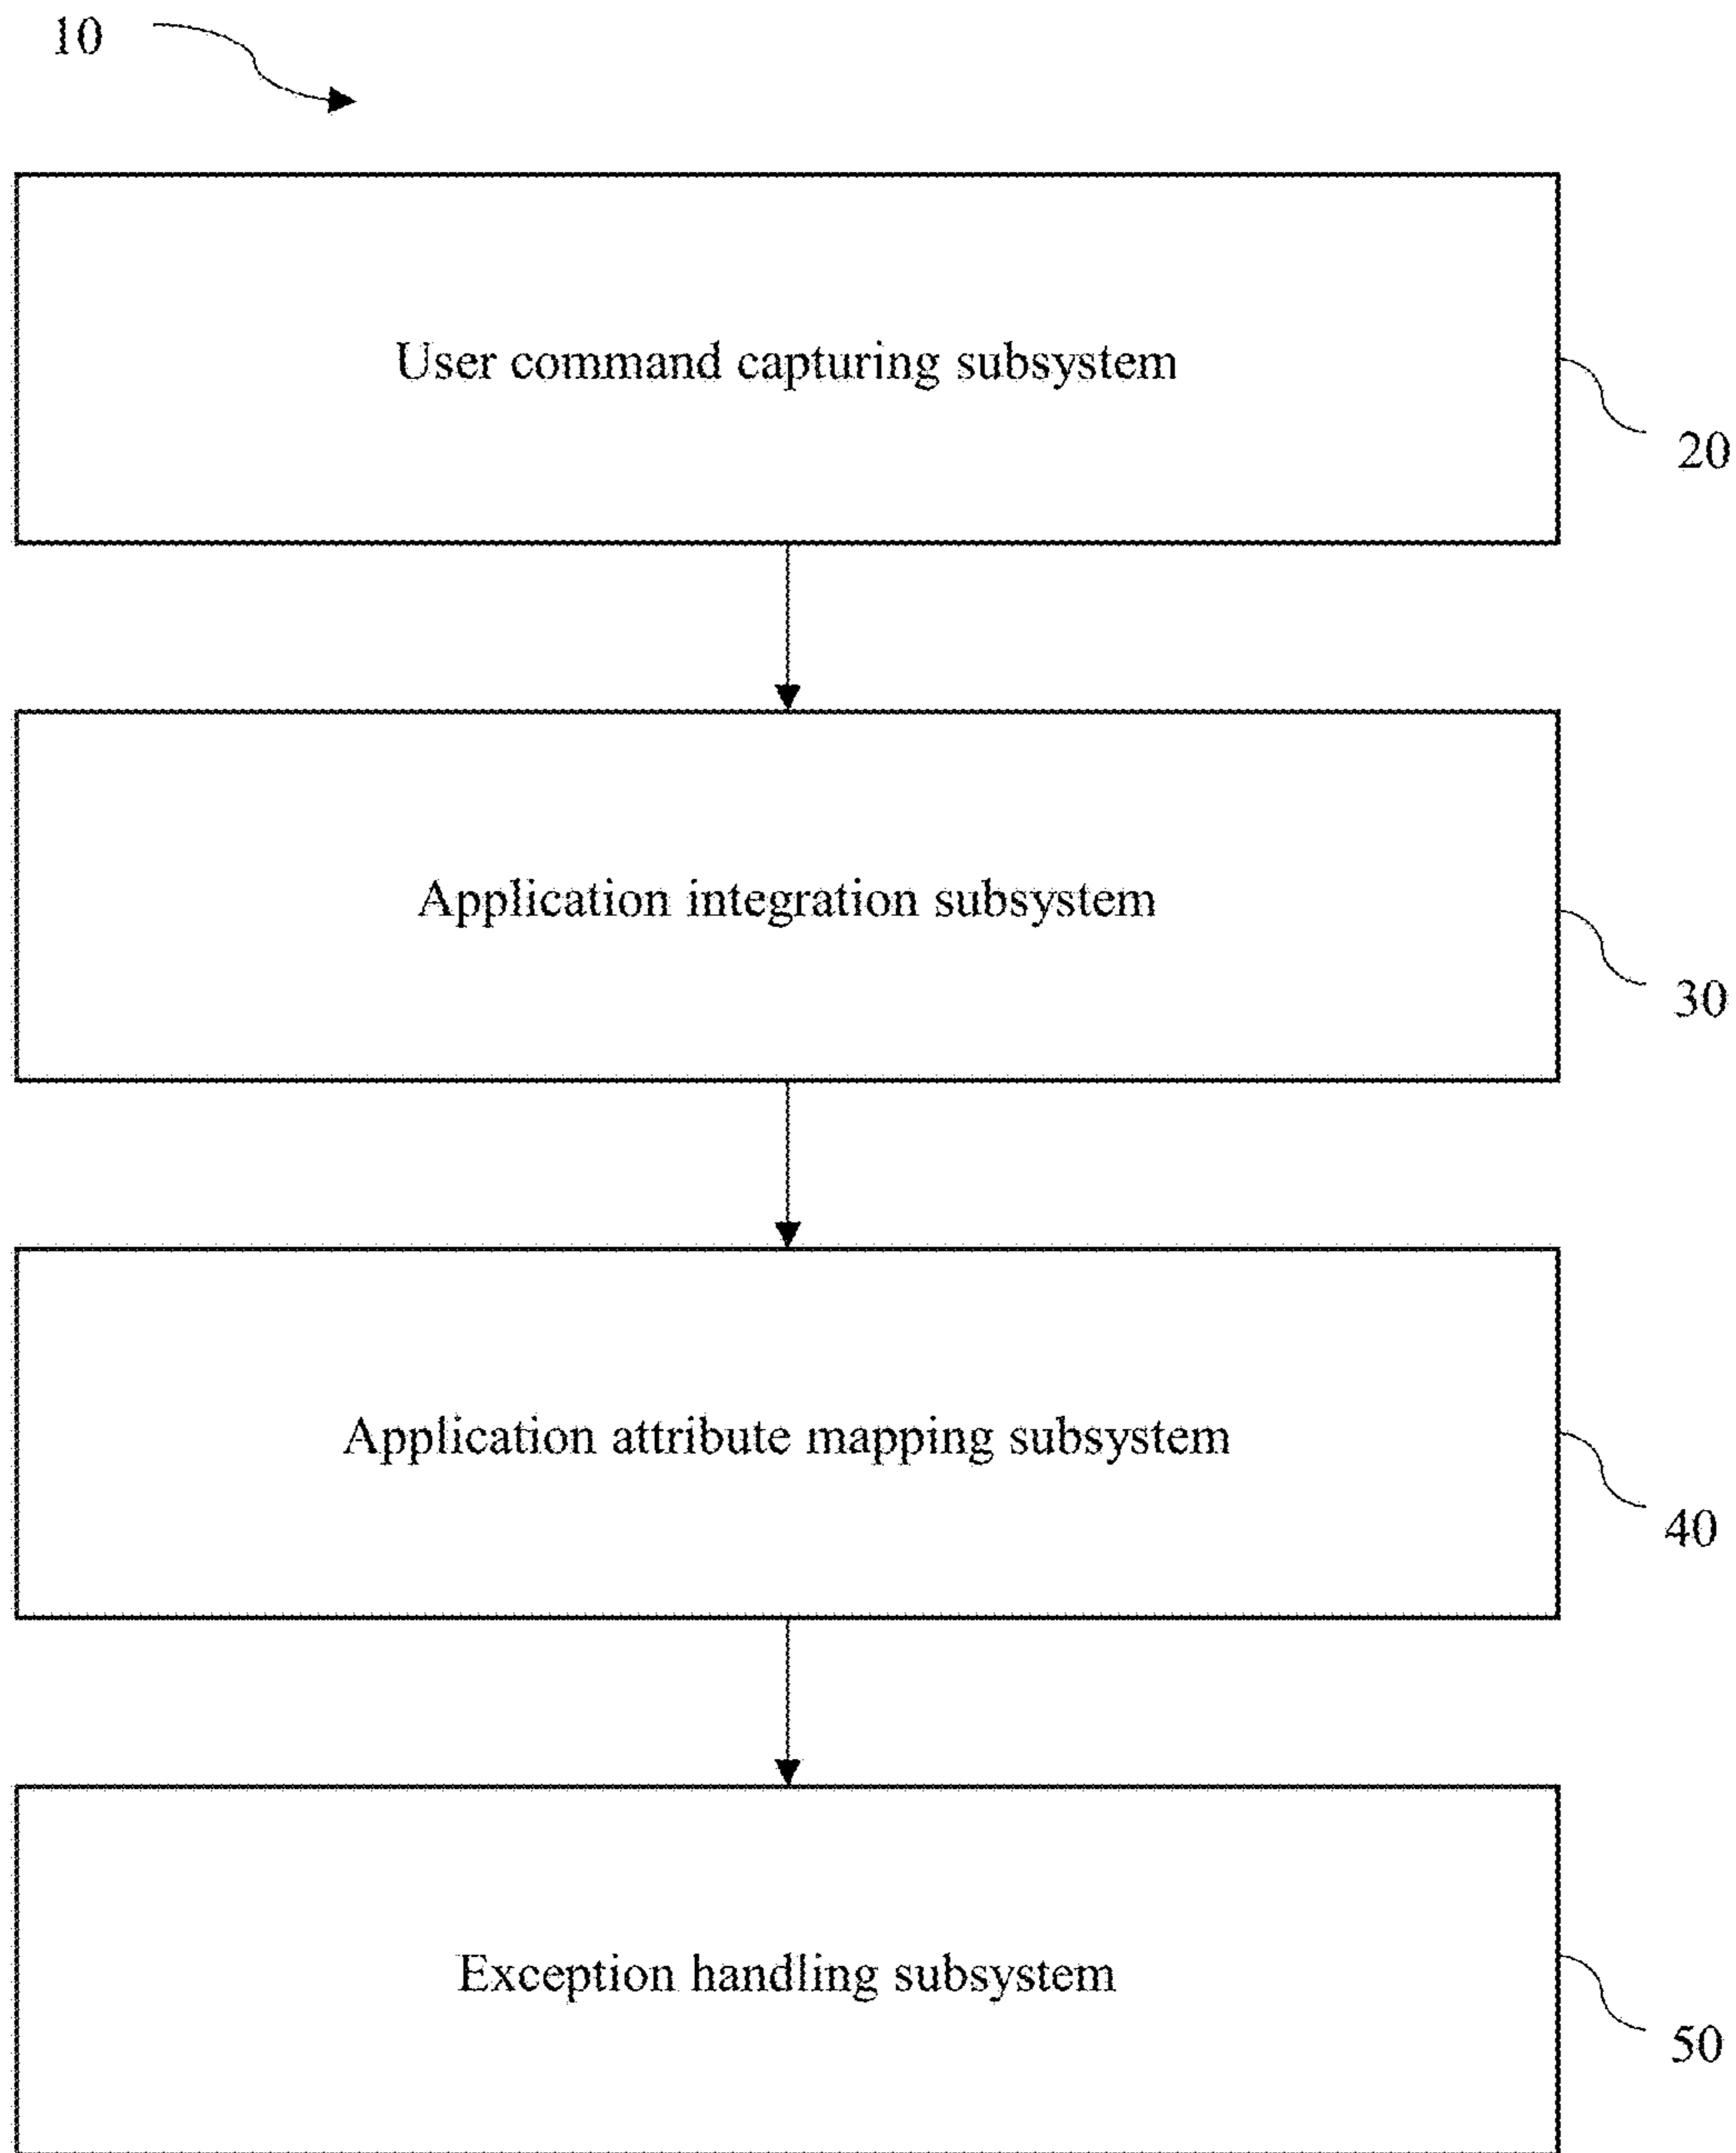 10
User command capturing subsystem
20
Application integration subsystem
30
Application attribute mapping subsystem
40
Exception handling subsystem
50